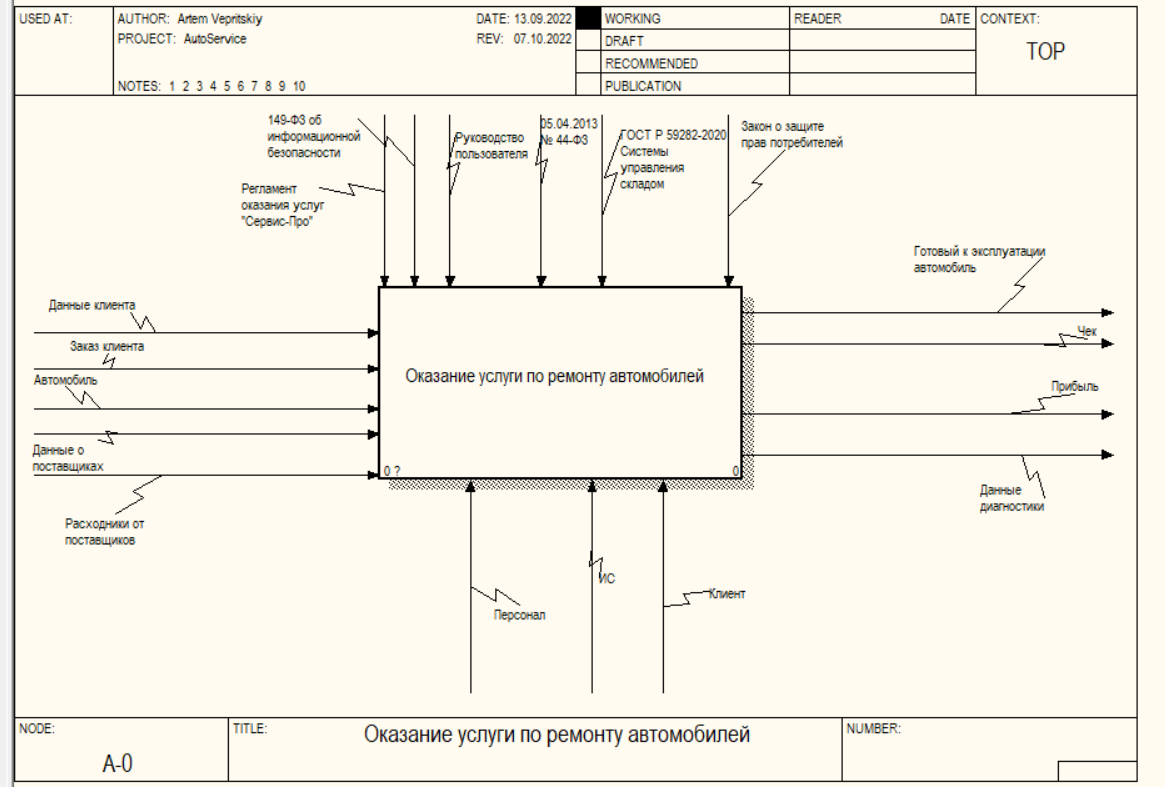 USED AT:
AUTHOR: Artem Vepritskiy
DATE: 13.09.2022
WORKING
READER
DATE
CONTEXT:
PROJECT: AutoService
REV: 07.10.2022
DRAFT
TOP
RECOMMENDED
NOTES: 1 2 3 4 5 6 7 8 9 10
PUBLICATION
149-ФЗ об
информационной
безопасности
Руководство
пользователя
05.04.2013
№ 44-ФЗ
ГОСТ Р 59282-2020
Системы
управления
складом
Закон о защите
прав потребителей
Регламент
оказания услуг
"Сервис-Про"
Готовый к эксплуатации
автомобиль
Данные клиента
Чек
Заказ клиента
Автомобиль
Оказание услуги по ремонту автомобилей
Прибыль
Данные о
поставщиках
0 ?
0
Данные
диагностики
Расходники от
поставщиков
ИС
Клиент
Персонал
NODE:
A-0
TITLE:
Оказание услуги по ремонту автомобилей
NUMBER: